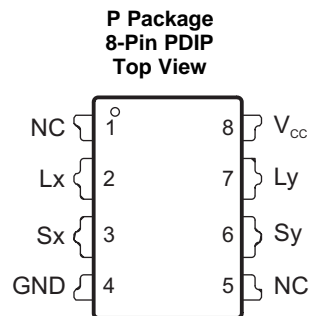 P Package
8-Pin PDIP
Top View
NC 1 8 VCC
Lx 2 7 Ly
Sx 3 6 Sy
GND 4 5 NC